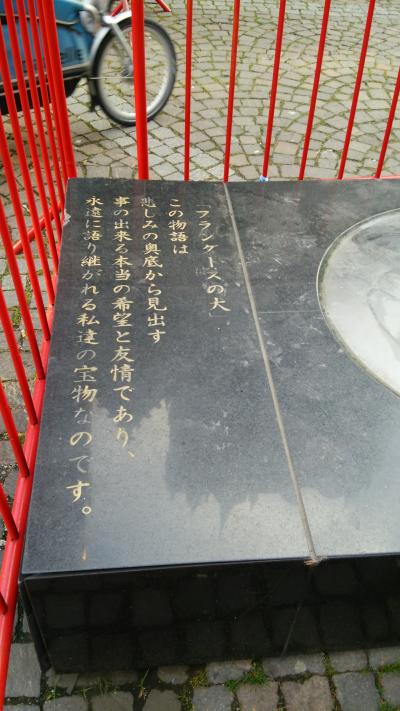 「フランダースの犬」
この物語は
悲しみの奥底から見出す
事の出来る本当の希望と友情であり、
永遠に語り継がれる私達の宝物なのです。